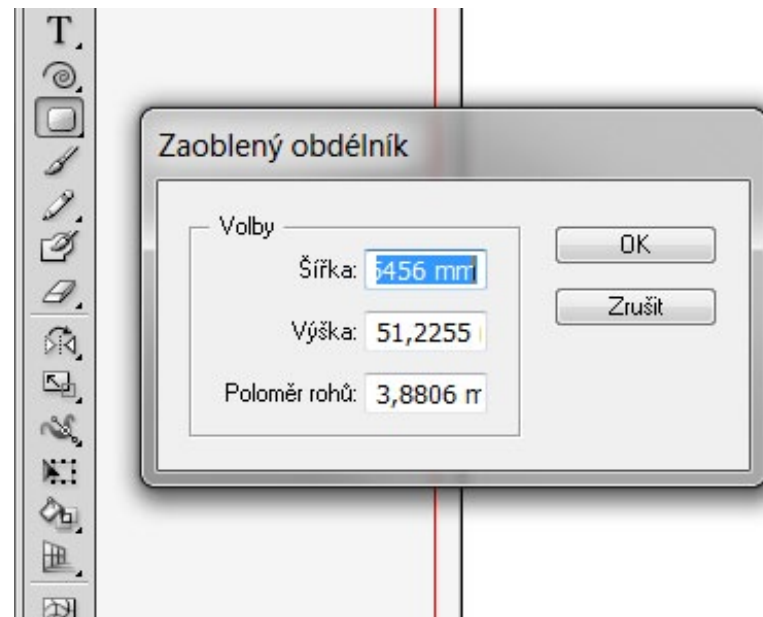 T
Zaoblený obdélník
Volby
Šířka: 5456 mm
Výška: 51,2255
Poloměr rohů: 3,8806 m
OK
Zrušit